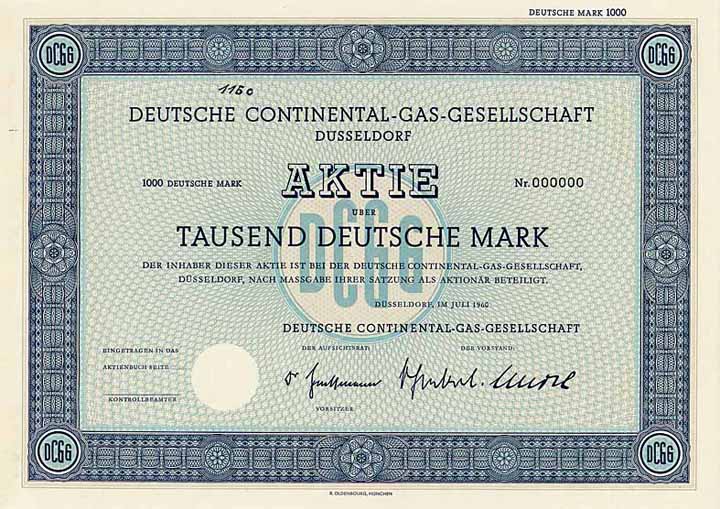 DEUTSCHE MARK 1000
DCGG DCGG
1150
DEUTSCHE CONTINENTAL-GAS-GESELLSCHAFT
DÜSSELDORF
1000 DEUTSCHE MARK AKTIE Nr. 000000
ÜBER
DCGG
TAUSEND DEUTSCHE MARK
DER INHABER DIESER AKTIE IST BEI DER DEUTSCHE CONTINENTAL-GAS-GESELLSCHAFT,
DÜSSELDORF, NACH MASSGABE IHRER SATZUNG ALS AKTIONÄR BETEILIGT.
DÜSSELDORF, IM JULI 1960
DEUTSCHE CONTINENTAL-GAS-GESELLSCHAFT
EINGETRAGEN IN DAS DER AUFSICHTSRAT: DER VORSTAND:
AKTIENBUCH SEITE
Dr.
KONTROLLBEAMTER VORSITZER
DCGG DCGG
R. OLDENBOURG, MÜNCHEN